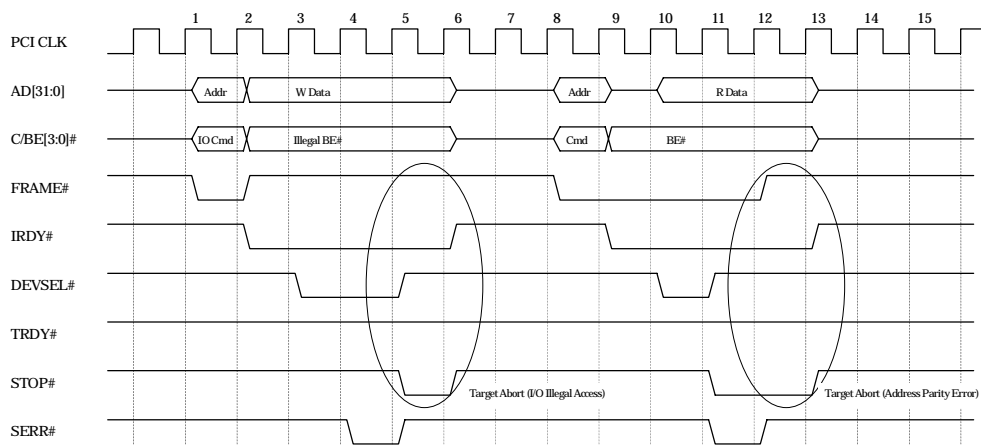 1 2 3 4 5 6 7 8 9 10 11 12 13 14 15
PCI CLK
AD[31:0] Addr W Data Addr R Data
C/BE[3:0]# IO Cmd Illegal BE# Cmd BE#
FRAME#
IRDY#
DEVSEL#
TRDY#
STOP# Target Abort (I/O Illegal Access) Target Abort (Address Parity Error)
SERR#